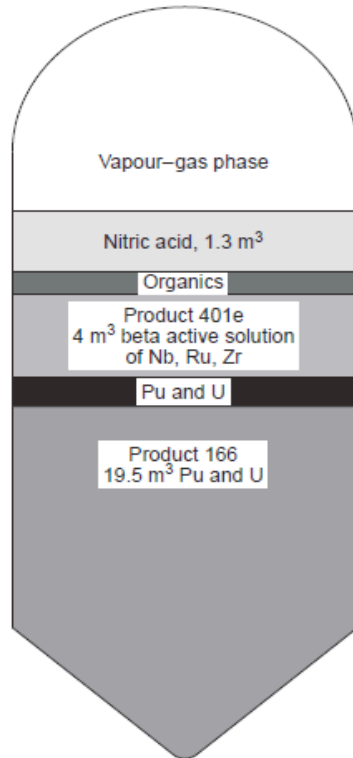 Vapour–gas phase
Nitric acid, 1.3 m³
Organics
Product 401e
4 m³ beta active solution
of Nb, Ru, Zr
Pu and U
Product 166
19.5 m³ Pu and U